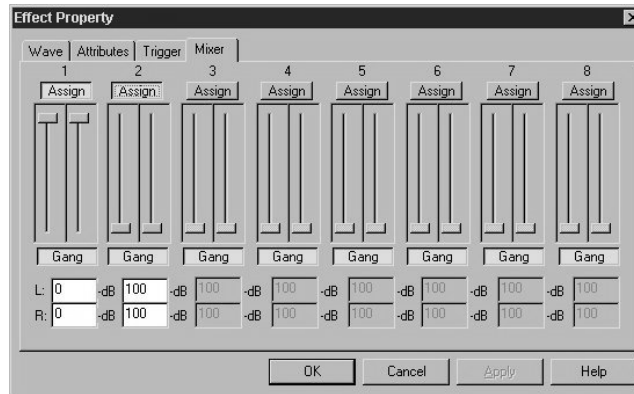 Effect Property
Wave Attributes Trigger Mixer
1 2 3 4 5 6 7 8
Assign Assign Assign Assign Assign Assign Assign Assign
Gang Gang Gang Gang Gang Gang Gang Gang
L: 0 -dB 100 -dB 100 -dB 100 -dB 100 -dB 100 -dB 100 -dB 100
R: 0 -dB 100 -dB 100 -dB 100 -dB 100 -dB 100 -dB 100 -dB 100
OK Cancel Apply Help